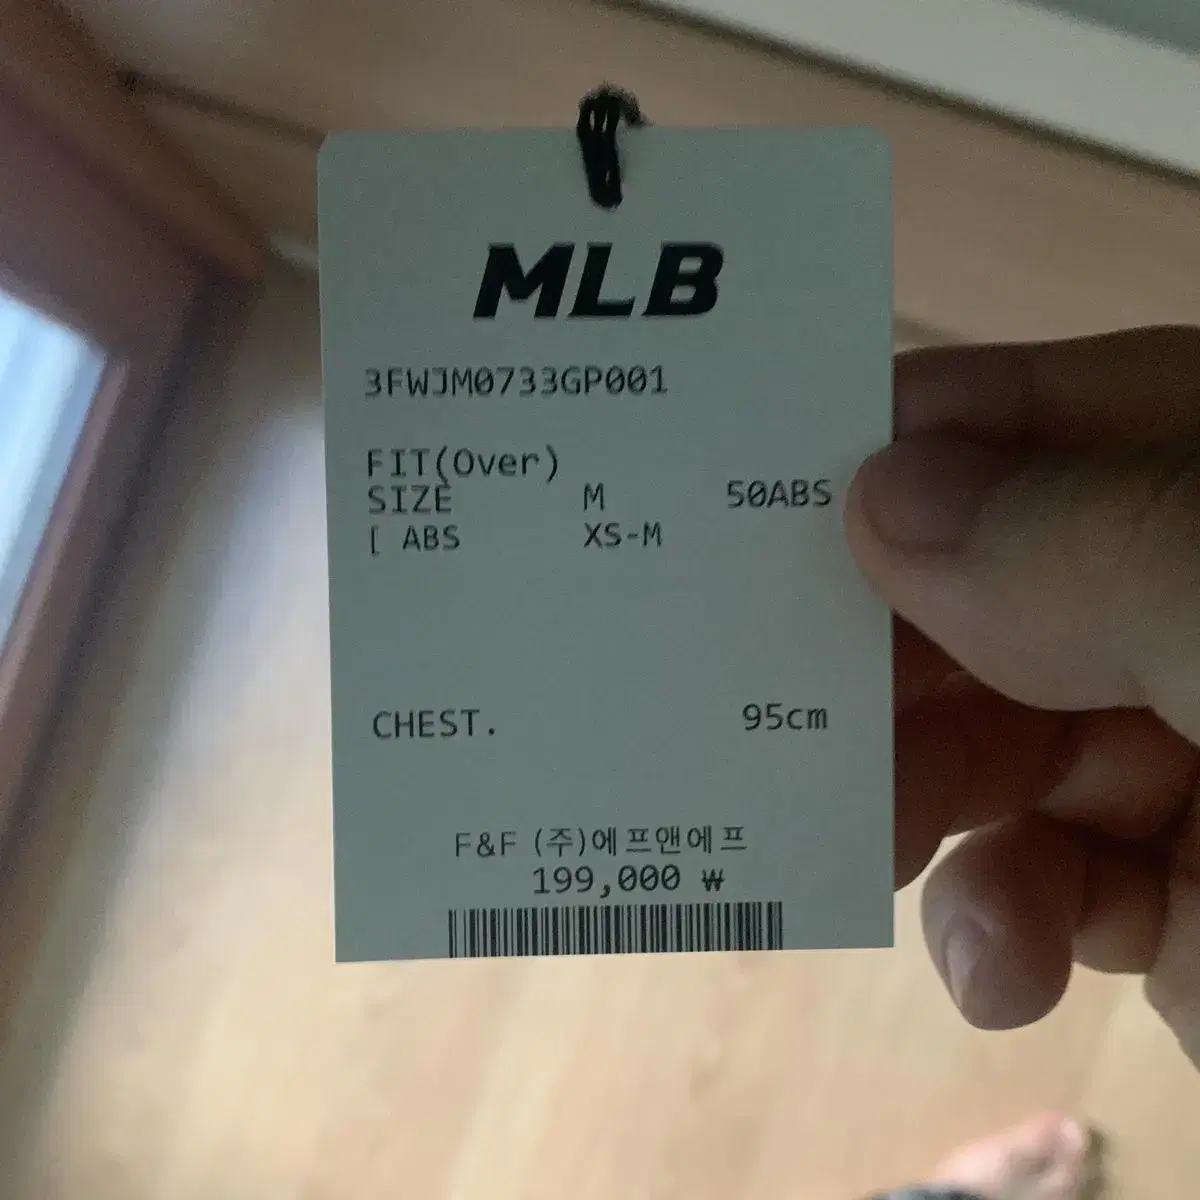 MLB
3FWJM0733GP001
FIT(Over)
SIZE M 50ABS
[ ABS XS-M
CHEST. 95cm
F&F (주)에프앤에프
199,000 ₩